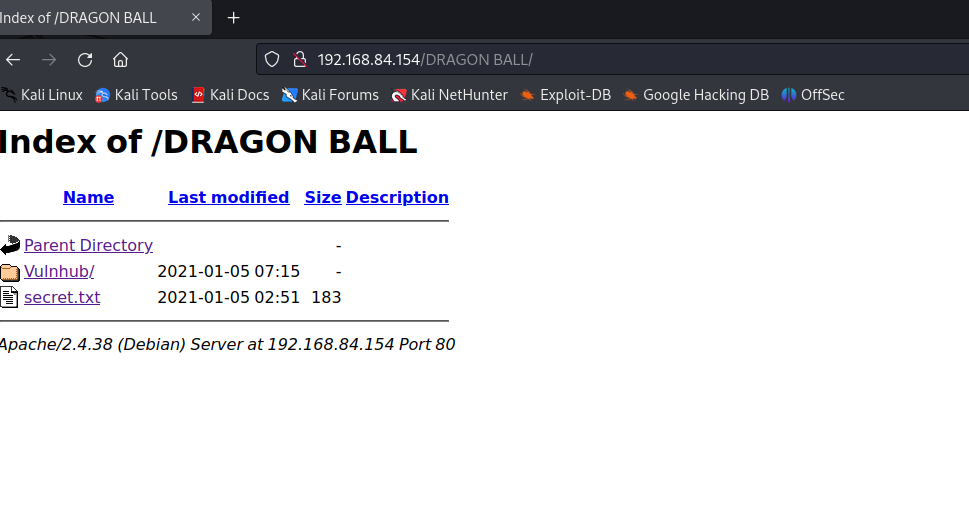 Index of /DRAGON BALL × +
192.168.84.154/DRAGON BALL/
Kali Linux Kali Tools Kali Docs Kali Forums Kali NetHunter Exploit-DB Google Hacking DB OffSec
Index of /DRAGON BALL
Name Last modified Size Description
Parent Directory -
Vulnhub/ 2021-01-05 07:15 -
secret.txt 2021-01-05 02:51 183
Apache/2.4.38 (Debian) Server at 192.168.84.154 Port 80